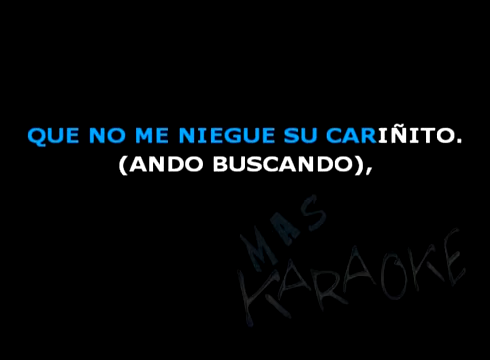 QUE NO ME NIEGUE SU CARIÑITO.
(ANDO BUSCANDO),
MAS
KARAOKE